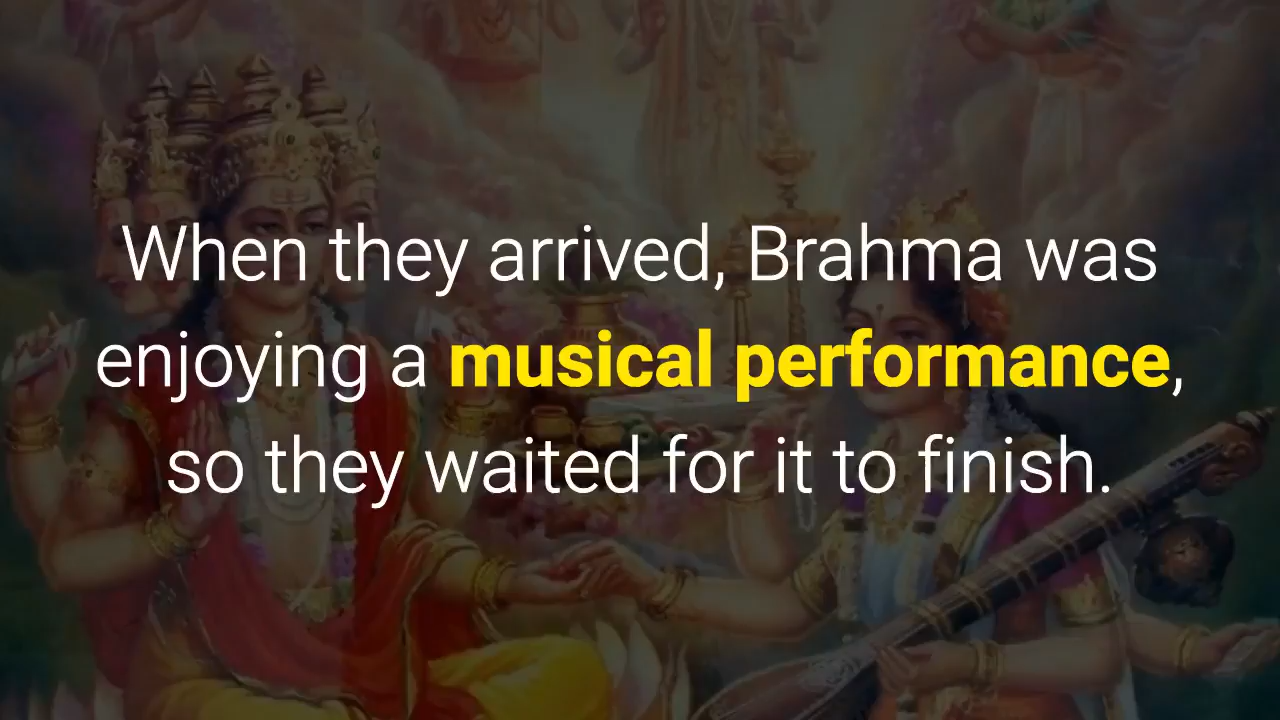 When they arrived, Brahma was
enjoying a musical performance,
so they waited for it to finish.